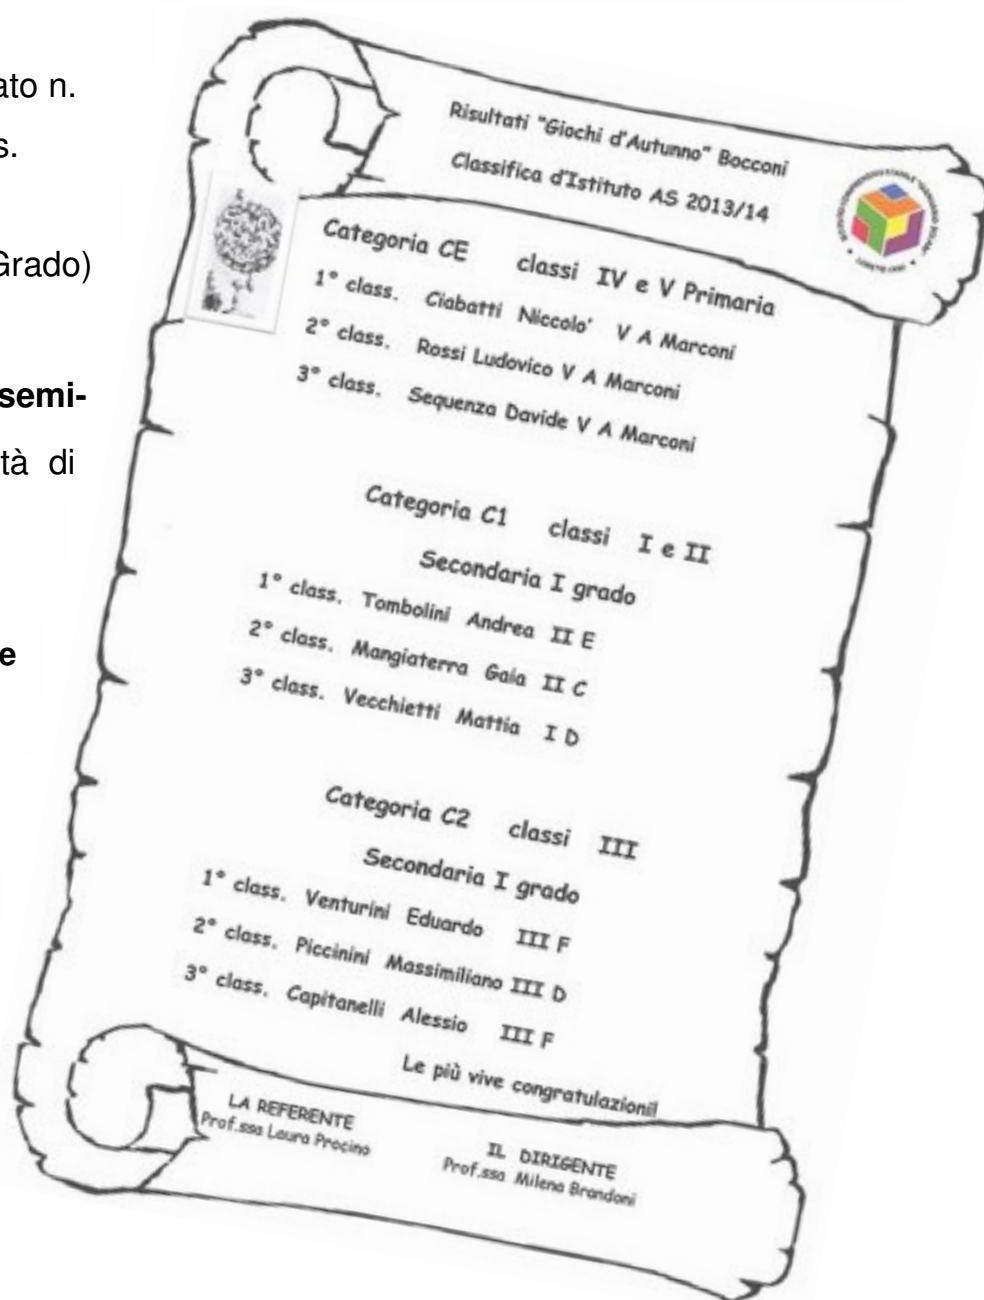 ato n.
s.
Grado)
semi-
tà di
e
Risultati "Giochi d'Autunno" Bocconi
Classifica d'Istituto AS 2013/14
Categoria CE classi IV e V Primaria
1° class. Ciabatti Niccolo' V A Marconi
2° class. Rossi Ludovico V A Marconi
3° class. Sequenza Davide V A Marconi
Categoria C1 classi I e II
Secondaria I grado
1° class. Tombolini Andrea II E
2° class. Mangiaterra Gaia II C
3° class. Vecchietti Mattia I D
Categoria C2 classi III
Secondaria I grado
1° class. Venturini Eduardo III F
2° class. Piccinini Massimiliano III D
3° class. Capitanelli Alessio III F
Le più vive congratulazioni!
LA REFERENTE
Prof.ssa Laura Procino
IL DIRIGENTE
Prof.ssa Milena Brandoni